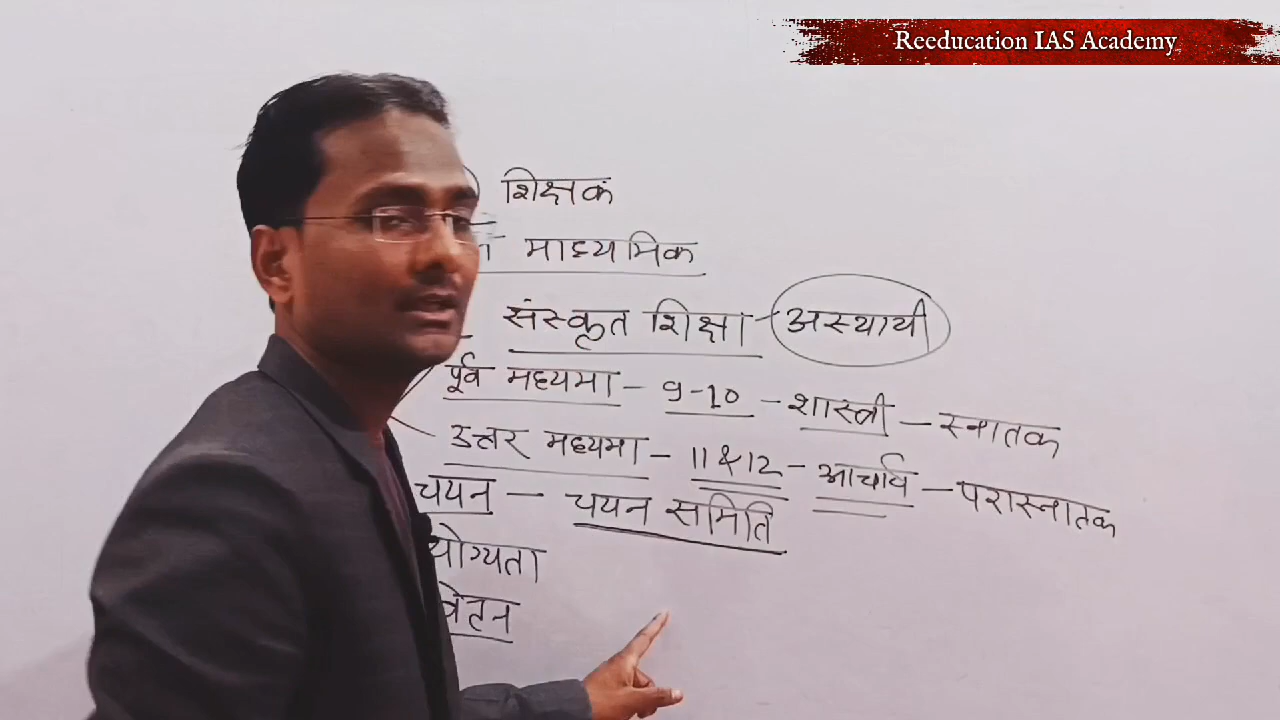 Reeducation IAS Academy
शिक्षक
माध्यमिक
संस्कृत शिक्षा - अस्थायी
पूर्व मध्यमा - 9-10 - शास्त्री - स्नातक
उत्तर मध्यमा - 11 & 12 - आचार्य - परास्नातक
चयन - चयन समिति
योग्यता
वेतन